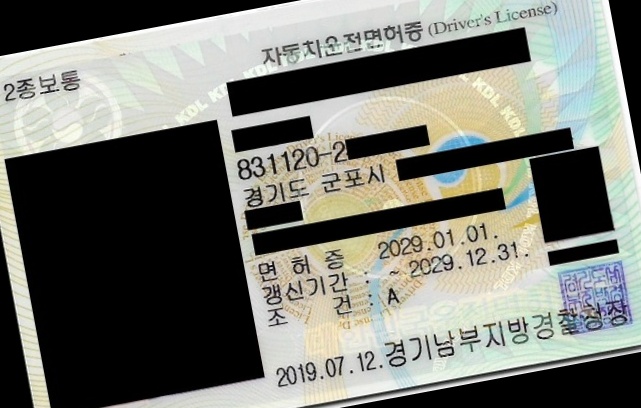 자동차운전면허증 (Driver's License)
2종보통
831120-2
경기도 군포시
면 허 증 2029.01.01.
갱신기간 ~ 2029.12.31.
조 건 : A
2019.07.12. 경기남부지방경찰청장